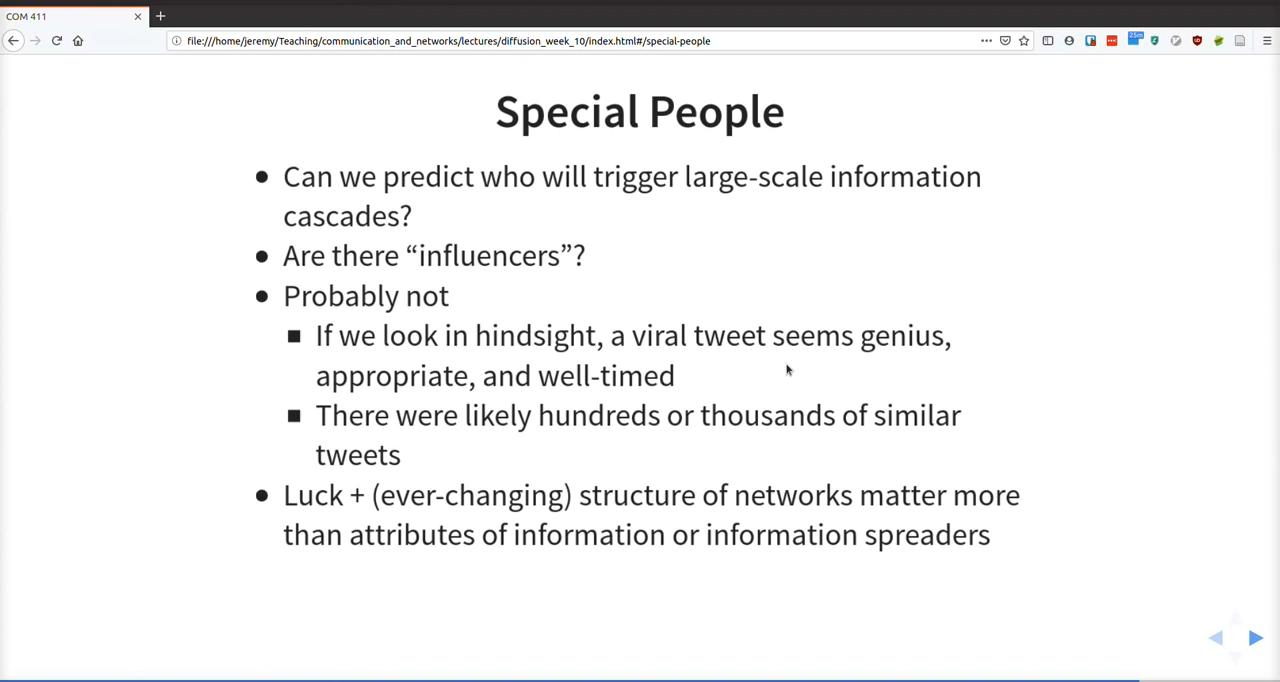 COM 411
file:///home/jeremy/Teaching/communication_and_networks/lectures/diffusion_week_10/index.html#/special-people
25m
Special People
• Can we predict who will trigger large-scale information
cascades?
• Are there “influencers”?
• Probably not
▪ If we look in hindsight, a viral tweet seems genius,
appropriate, and well-timed
▪ There were likely hundreds or thousands of similar
tweets
• Luck + (ever-changing) structure of networks matter more
than attributes of information or information spreaders